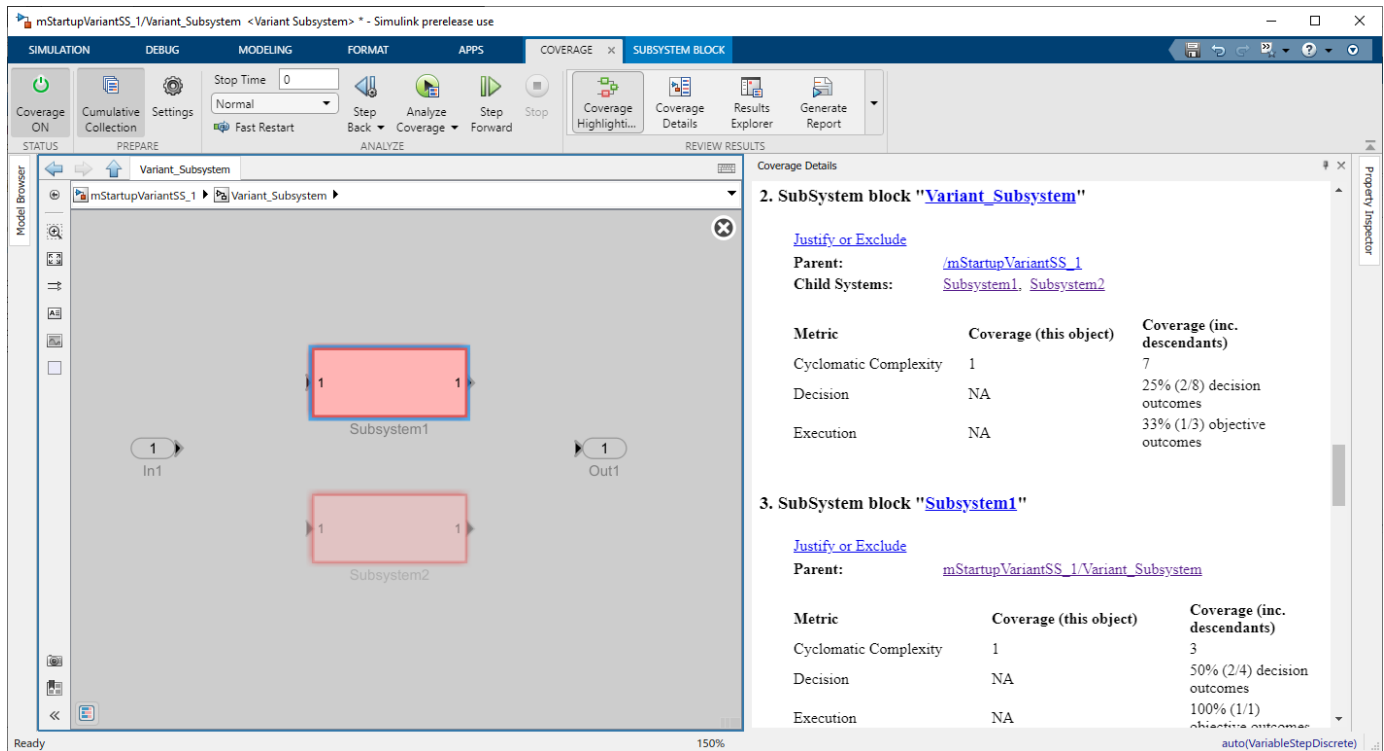 mStartupVariantSS_1/Variant_Subsystem <Variant Subsystem> * - Simulink prerelease use
SIMULATION DEBUG MODELING FORMAT APPS COVERAGE × SUBSYSTEM BLOCK
Coverage ON
Cumulative Collection
Settings
Stop Time 0
Normal
Fast Restart
Step Back
Analyze Coverage
Step Forward
Stop
Coverage Highlighti...
Coverage Details
Results Explorer
Generate Report
STATUS PREPARE ANALYZE REVIEW RESULTS
Model Browser
Variant_Subsystem
mStartupVariantSS_1 Variant_Subsystem
1 1
Subsystem1
1
In1
1
Out1
1 1
Subsystem2
Coverage Details
2. SubSystem block "Variant_Subsystem"
Justify or Exclude
Parent: /mStartupVariantSS_1
Child Systems: Subsystem1, Subsystem2
Metric Coverage (this object) Coverage (inc. descendants)
Cyclomatic Complexity 1 7
Decision NA 25% (2/8) decision outcomes
Execution NA 33% (1/3) objective outcomes
3. SubSystem block "Subsystem1"
Justify or Exclude
Parent: mStartupVariantSS_1/Variant_Subsystem
Metric Coverage (this object) Coverage (inc. descendants)
Cyclomatic Complexity 1 3
Decision NA 50% (2/4) decision outcomes
Execution NA 100% (1/1) objective outcomes
Property Inspector
Ready 150% auto(VariableStepDiscrete)